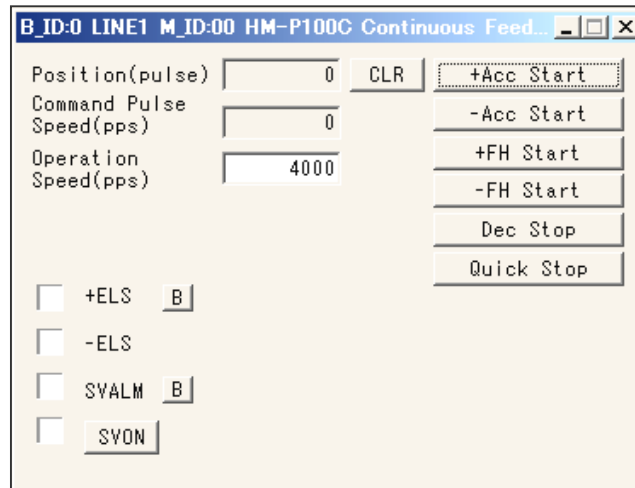 B_ID:0 LINE1 M_ID:00 HM-P100C Continuous Feed...
Position(pulse) 0 CLR +Acc Start
Command Pulse Speed(pps) 0 -Acc Start
Operation Speed(pps) 4000 +FH Start
-FH Start
Dec Stop
Quick Stop
+ELS B
-ELS
SVALM B
SVON